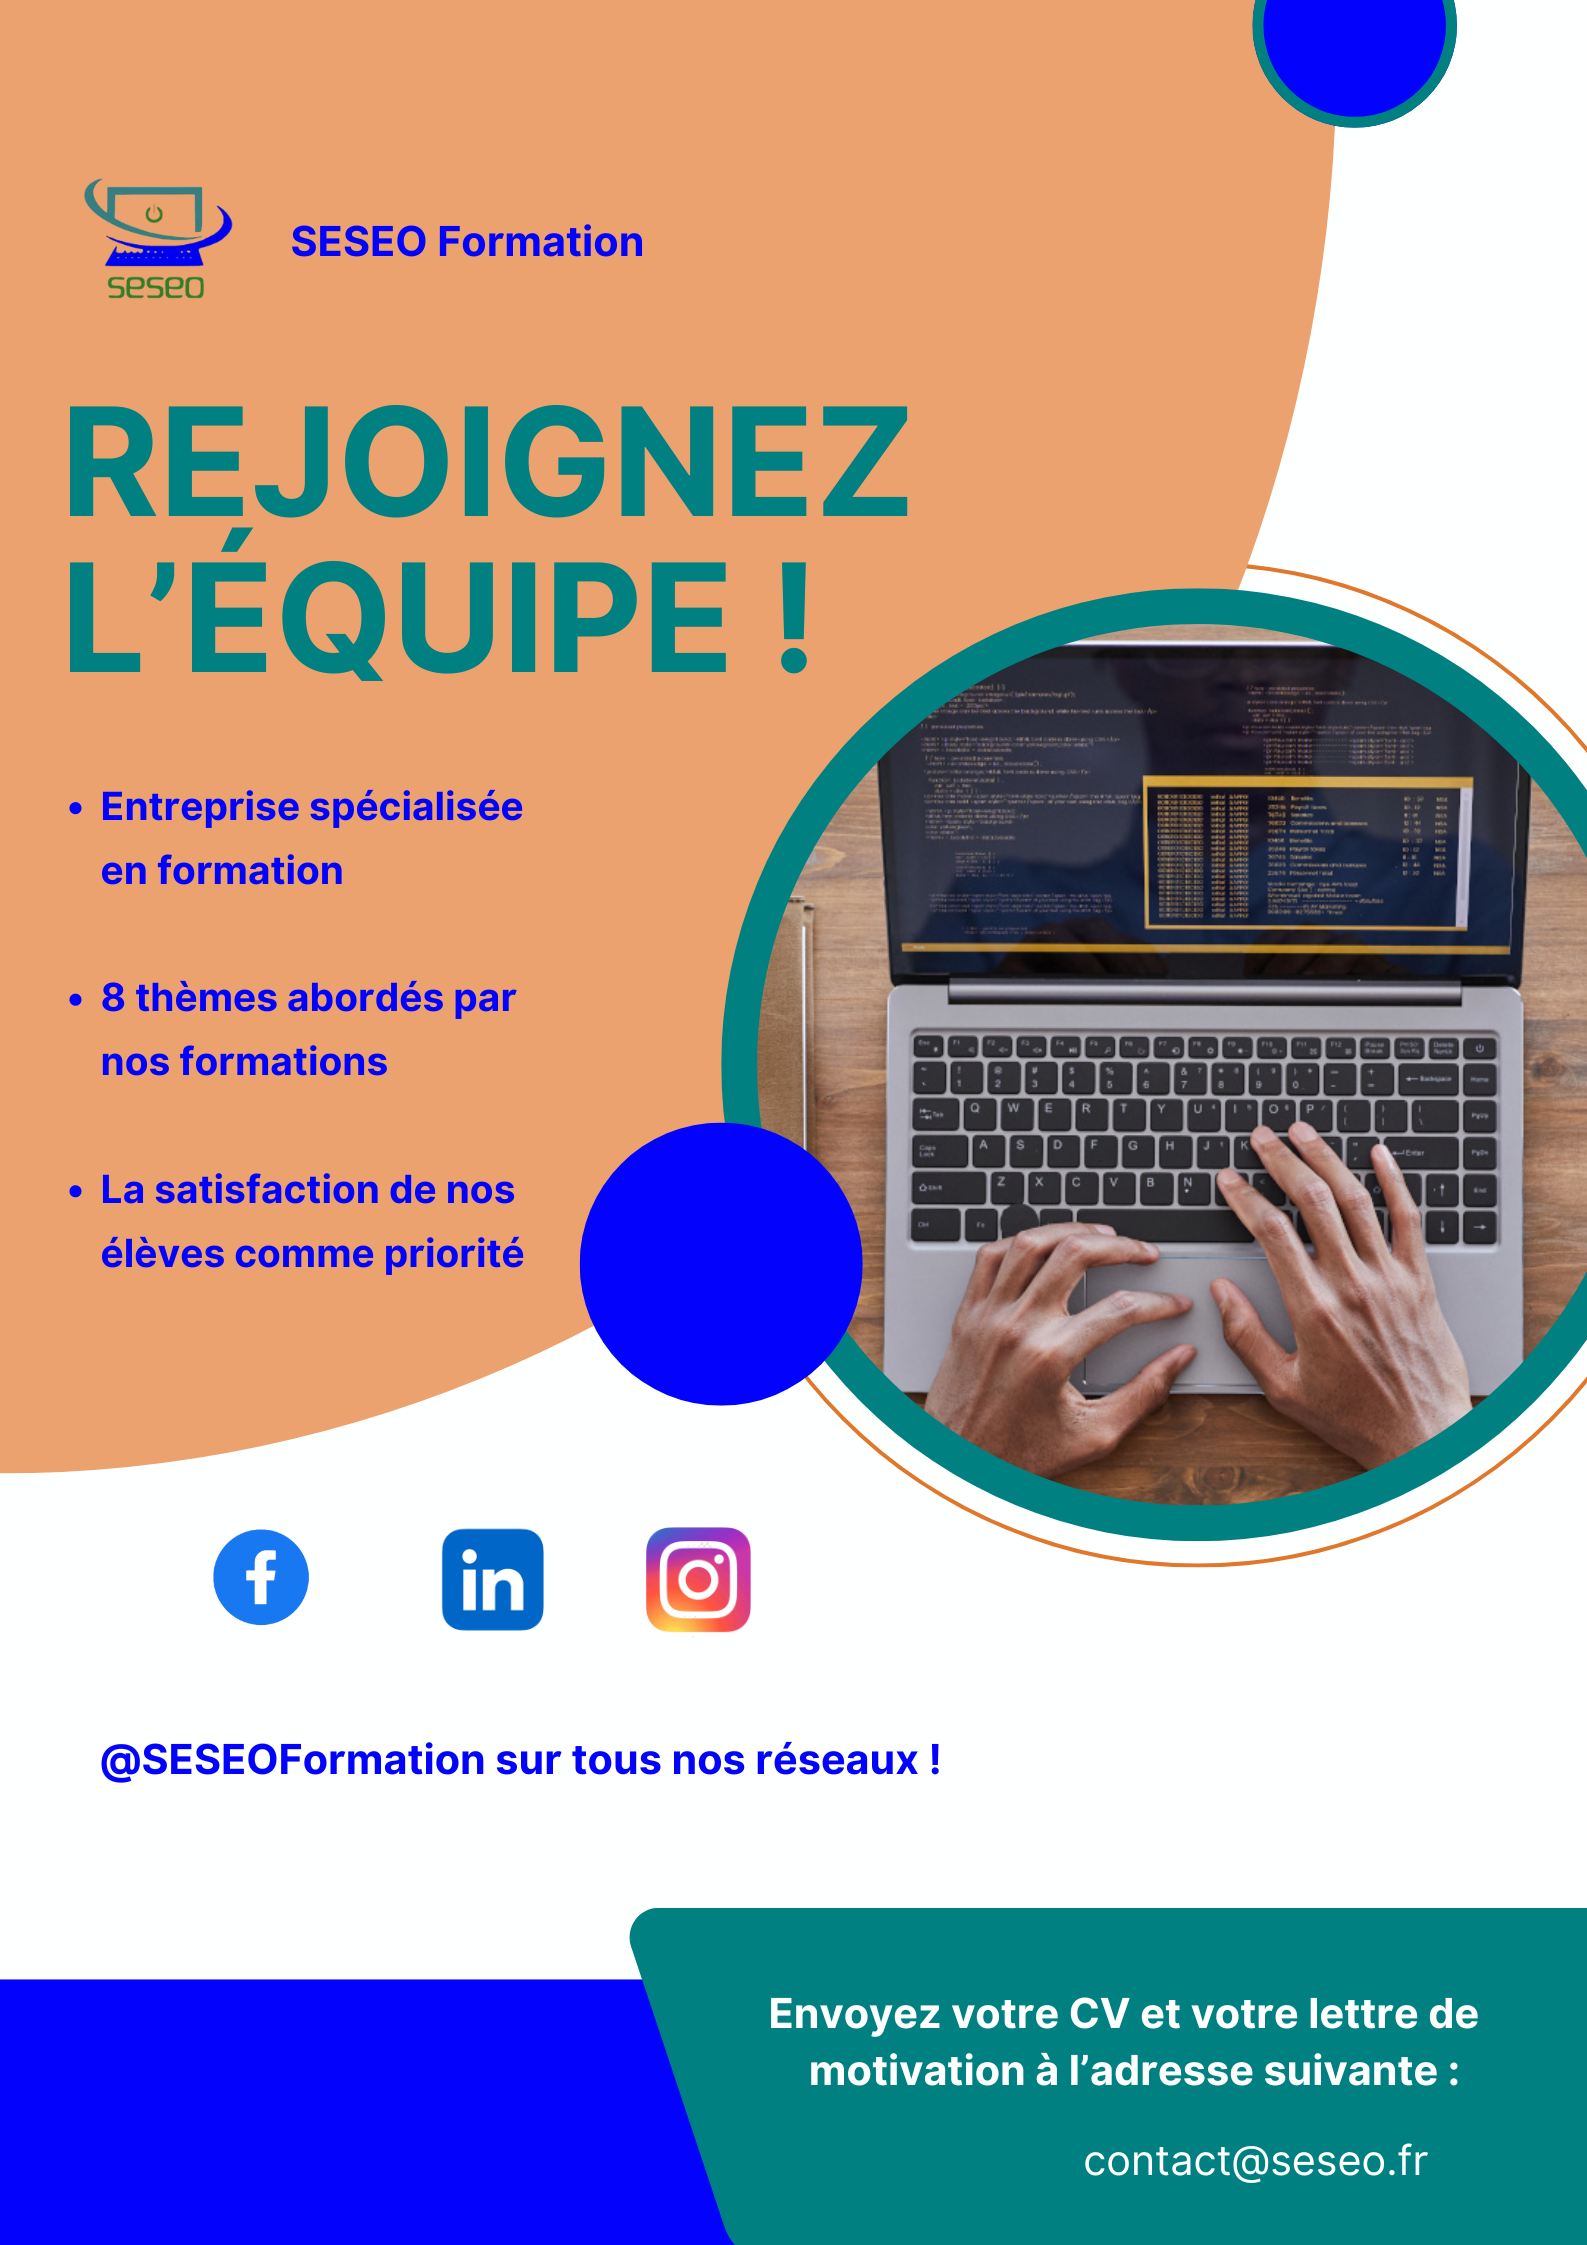 seseo
SESEO Formation
REJOIGNEZ
L’ÉQUIPE !
• Entreprise spécialisée
en formation
• 8 thèmes abordés par
nos formations
• La satisfaction de nos
élèves comme priorité
@SESEOFormation sur tous nos réseaux !
Envoyez votre CV et votre lettre de
motivation à l’adresse suivante :
contact@seseo.fr